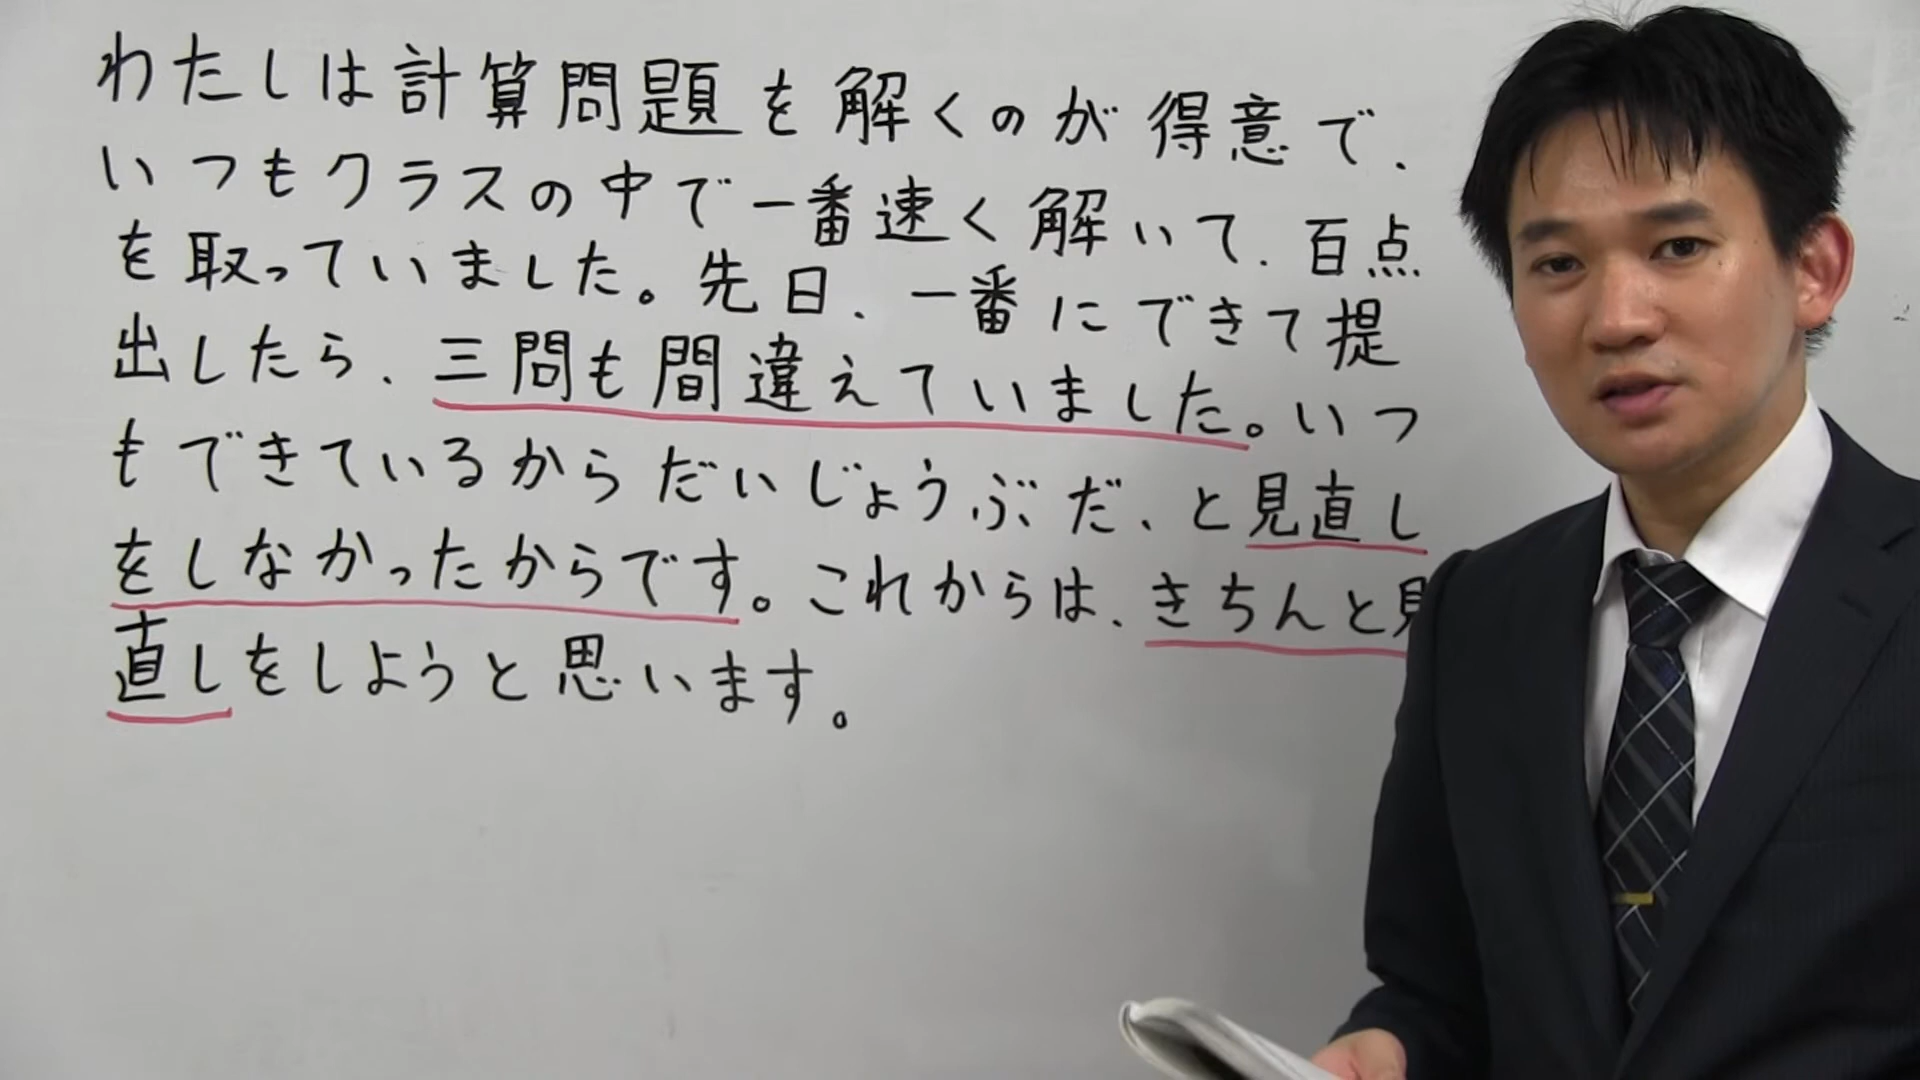 わたしは計算問題を解くのが得意で、
いつもクラスの中で一番速く解いて、百点
を取っていました。先日、一番にできて提
出したら、三問も間違えていました。いつ
もできているからだいじょうぶだ、と見直し
をしなかったからです。これからは、きちんと見
直しをしようと思います。